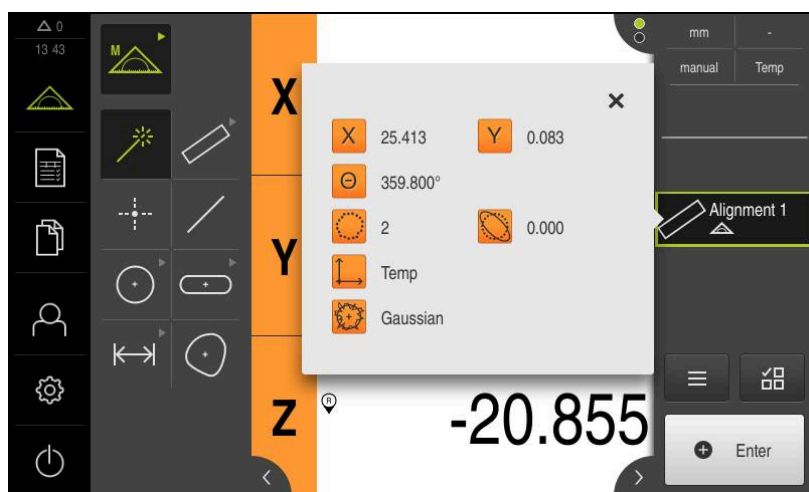 △ 0
13 43
M
X
Y
Z
X 25.413 Y 0.083
Θ 359.800°
2 0.000
Temp
Gaussian
R
-20.855
mm -
manual Temp
Alignment 1
Enter